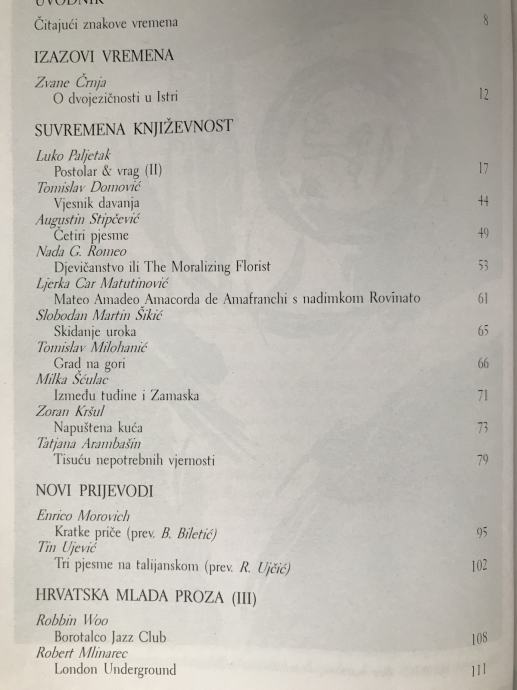 UVODNIK
Čitajući znakove vremena 8
IZAZOVI VREMENA
Zvane Črnja
O dvojezičnosti u Istri 12
SUVREMENA KNJIŽEVNOST
Luko Paljetak
Postolar & vrag (II) 17
Tomislav Domović
Vjesnik davanja 44
Augustin Stipčević
Četiri pjesme 49
Nada G. Romeo
Djevičanstvo ili The Moralizing Florist 53
Ljerka Car Matutinović
Mateo Amadeo Amacorda de Amafranchi s nadimkom Rovinato 61
Slobodan Martin Šikić
Skidanje uroka 65
Tomislav Milohanić
Grad na gori 66
Milka Šćulac
Između tuđine i Zamaska 71
Zoran Kršul
Napuštena kuća 73
Tatjana Arambašin
Tisuću nepotrebnih vjernosti 79
NOVI PRIJEVODI
Enrico Morovich
Kratke priče (prev. B. Biletić) 95
Tin Ujević
Tri pjesme na talijanskom (prev. R. Ujčić) 102
HRVATSKA MLADA PROZA (III)
Robbin Woo
Borotalco Jazz Club 108
Robert Mlinarec
London Underground 111